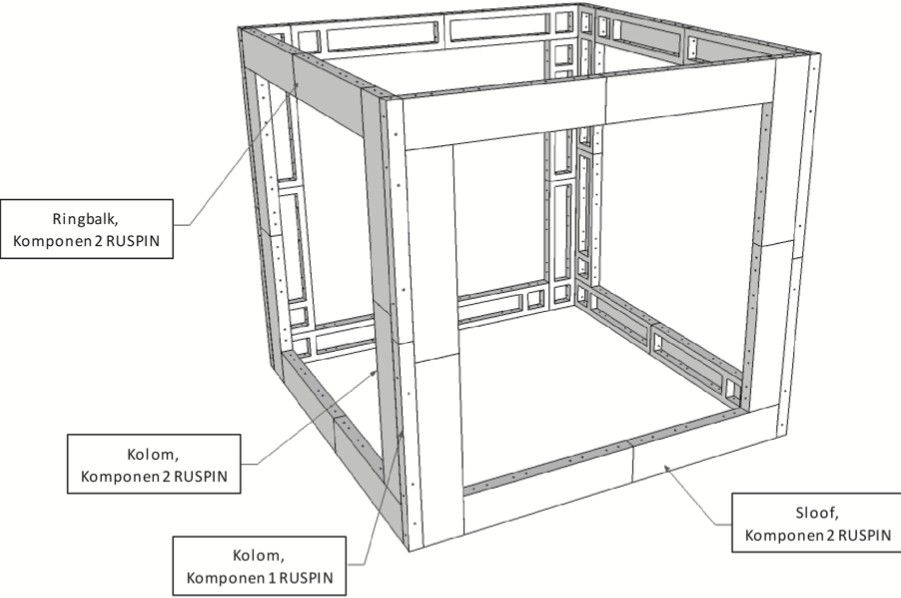 Ringbalk,
Komponen 2 RUSPIN
Kolom,
Komponen 2 RUSPIN
Kolom,
Komponen 1 RUSPIN
Sloof,
Komponen 2 RUSPIN